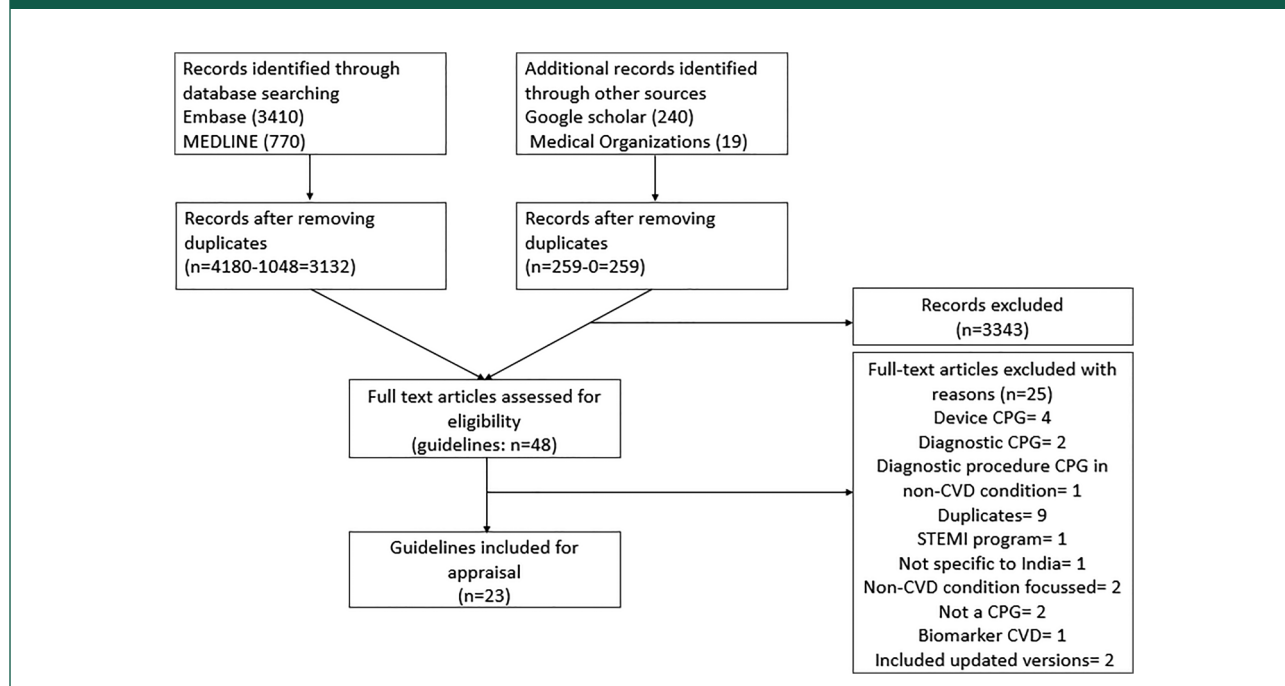 Records identified through
database searching
Embase (3410)
MEDLINE (770)
Additional records identified
through other sources
Google scholar (240)
Medical Organizations (19)
Records after removing
duplicates
(n=4180-1048=3132)
Records after removing
duplicates
(n=259-0=259)
Records excluded
(n=3343)
Full text articles assessed for
eligibility
(guidelines: n=48)
Full-text articles excluded with
reasons (n=25)
Device CPG= 4
Diagnostic CPG= 2
Diagnostic procedure CPG in
non-CVD condition= 1
Duplicates= 9
STEMI program= 1
Not specific to India= 1
Non-CVD condition focussed= 2
Not a CPG= 2
Biomarker CVD= 1
Included updated versions= 2
Guidelines included for
appraisal
(n=23)